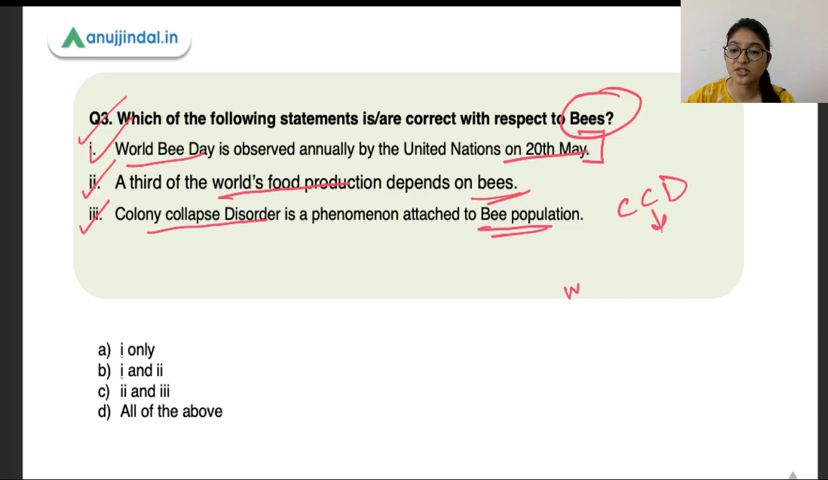 anujjindal.in
Q3. Which of the following statements is/are correct with respect to Bees?
i. World Bee Day is observed annually by the United Nations on 20th May.
ii. A third of the world's food production depends on bees.
iii. Colony collapse Disorder is a phenomenon attached to Bee population.
CCD
W
a) i only
b) i and ii
c) ii and iii
d) All of the above